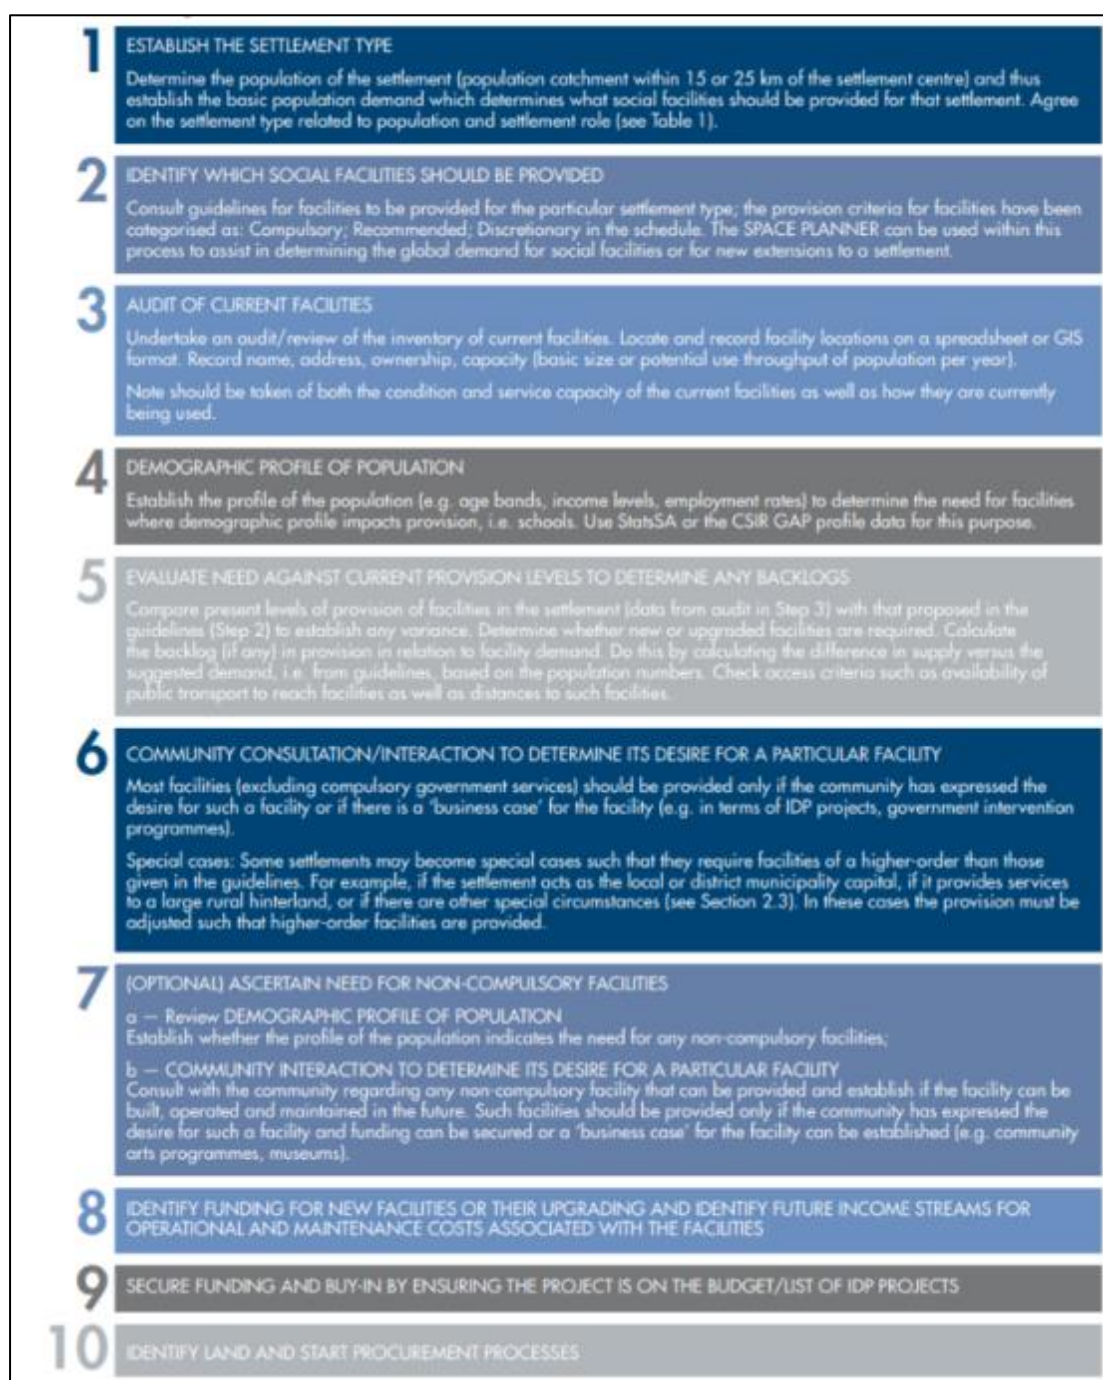 1
ESTABLISH THE SETTLEMENT TYPE
Determine the population of the settlement (population catchment within 15 or 25 km of the settlement centre) and thus
establish the basic population demand which determines what social facilities should be provided for that settlement. Agree
on the settlement type related to population and settlement role (see Table 1).
2
IDENTIFY WHICH SOCIAL FACILITIES SHOULD BE PROVIDED
Consult guidelines for facilities to be provided for the particular settlement type; the provision criteria for facilities have been
categorised as: Compulsory; Recommended; Discretionary in the schedule. The SPACE PLANNER can be used within this
process to assist in determining the global demand for social facilities or for new extensions to a settlement.
3
AUDIT OF CURRENT FACILITIES
Undertake an audit/review of the inventory of current facilities. Locate and record facility locations on a spreadsheet or GIS
format. Record name, address, ownership, capacity (basic size or potential use throughput of population per year).
Note should be taken of both the condition and service capacity of the current facilities as well as how they are currently
being used.
4
DEMOGRAPHIC PROFILE OF POPULATION
Establish the profile of the population (e.g. age bands, income levels, employment rates) to determine the need for facilities
where demographic profile impacts provision, i.e. schools. Use StatsSA or the CSIR GAP profile data for this purpose.
5
EVALUATE NEED AGAINST CURRENT PROVISION LEVELS TO DETERMINE ANY BACKLOGS
Compare present levels of provision of facilities in the settlement (data from audit in Step 3) with that proposed in the
guidelines (Step 2) to establish any variance. Determine whether new or upgraded facilities are required. Calculate
the backlog (if any) in provision in relation to facility demand. Do this by calculating the difference in supply versus the
suggested demand, i.e. from guidelines, based on the population numbers. Check access criteria such as availability of
public transport to reach facilities as well as distances to such facilities.
6
COMMUNITY CONSULTATION/INTERACTION TO DETERMINE ITS DESIRE FOR A PARTICULAR FACILITY
Most facilities (excluding compulsory government services) should be provided only if the community has expressed the
desire for such a facility or if there is a 'business case' for the facility (e.g. in terms of IDP projects, government intervention
programmes).
Special cases: Some settlements may become special cases such that they require facilities of a higher-order than those
given in the guidelines. For example, if the settlement acts as the local or district municipality capital, if it provides services
to a large rural hinterland, or if there are other special circumstances (see Section 2.3). In these cases the provision must be
adjusted such that higher-order facilities are provided.
7
(OPTIONAL) ASCERTAIN NEED FOR NON-COMPULSORY FACILITIES
a — Review DEMOGRAPHIC PROFILE OF POPULATION
Establish whether the profile of the population indicates the need for any non-compulsory facilities;
b — COMMUNITY INTERACTION TO DETERMINE ITS DESIRE FOR A PARTICULAR FACILITY
Consult with the community regarding any non-compulsory facility that can be provided and establish if the facility can be
built, operated and maintained in the future. Such facilities should be provided only if the community has expressed the
desire for such a facility and funding can be secured or a 'business case' for the facility can be established (e.g. community
arts programmes, museums).
8
IDENTIFY FUNDING FOR NEW FACILITIES OR THEIR UPGRADING AND IDENTIFY FUTURE INCOME STREAMS FOR
OPERATIONAL AND MAINTENANCE COSTS ASSOCIATED WITH THE FACILITIES
9
SECURE FUNDING AND BUY-IN BY ENSURING THE PROJECT IS ON THE BUDGET/LIST OF IDP PROJECTS
10
IDENTIFY LAND AND START PROCUREMENT PROCESSES